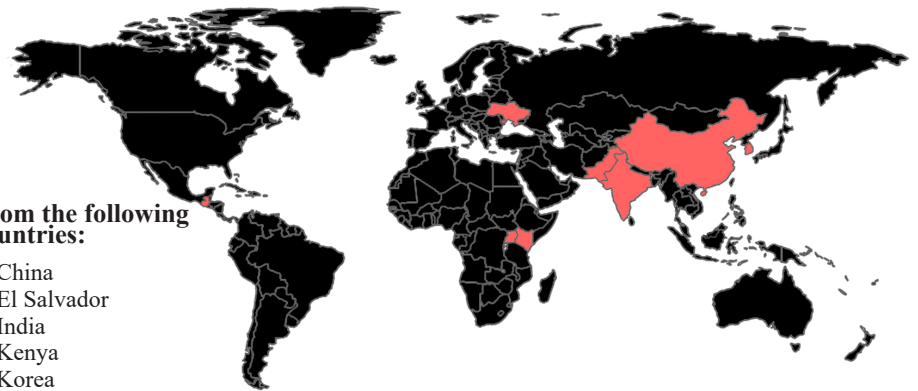 om the following
untries:
China
El Salvador
India
Kenya
Korea